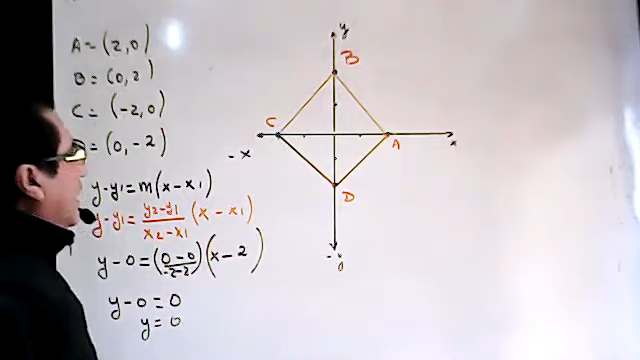 A = (2,0)
B = (0,2)
C = (-2,0)
= (0,-2)
y-y1 = m(x-x1)
y-y1 = y2-y1/x2-x1 (x-x1)
y-0 = (0-0/-2-2)(x-2)
y-0 = 0
y = 0
y
B
C
A
x
-x
D
-y